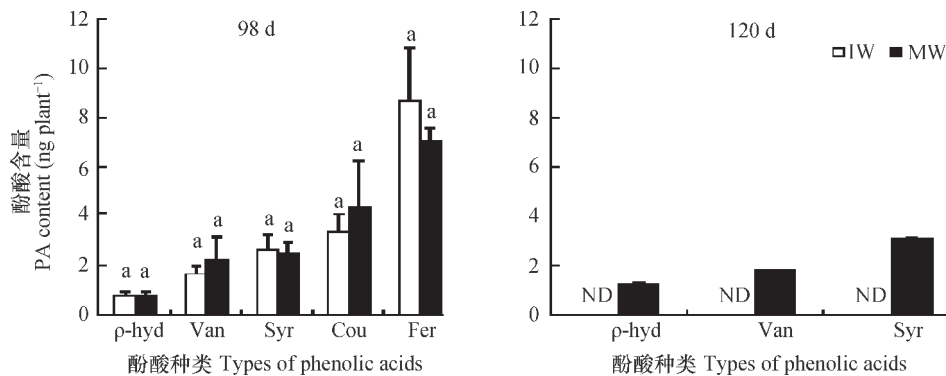 98 d
120 d
IW
MW
12
10
8
6
4
2
0
12
10
8
6
4
2
0
酚酸含量
PA content (ng plant⁻¹)
a a
a a
a a
a a
a a
ND
ND
ND
ρ-hyd Van Syr Cou Fer
ρ-hyd Van Syr
酚酸种类 Types of phenolic acids
酚酸种类 Types of phenolic acids